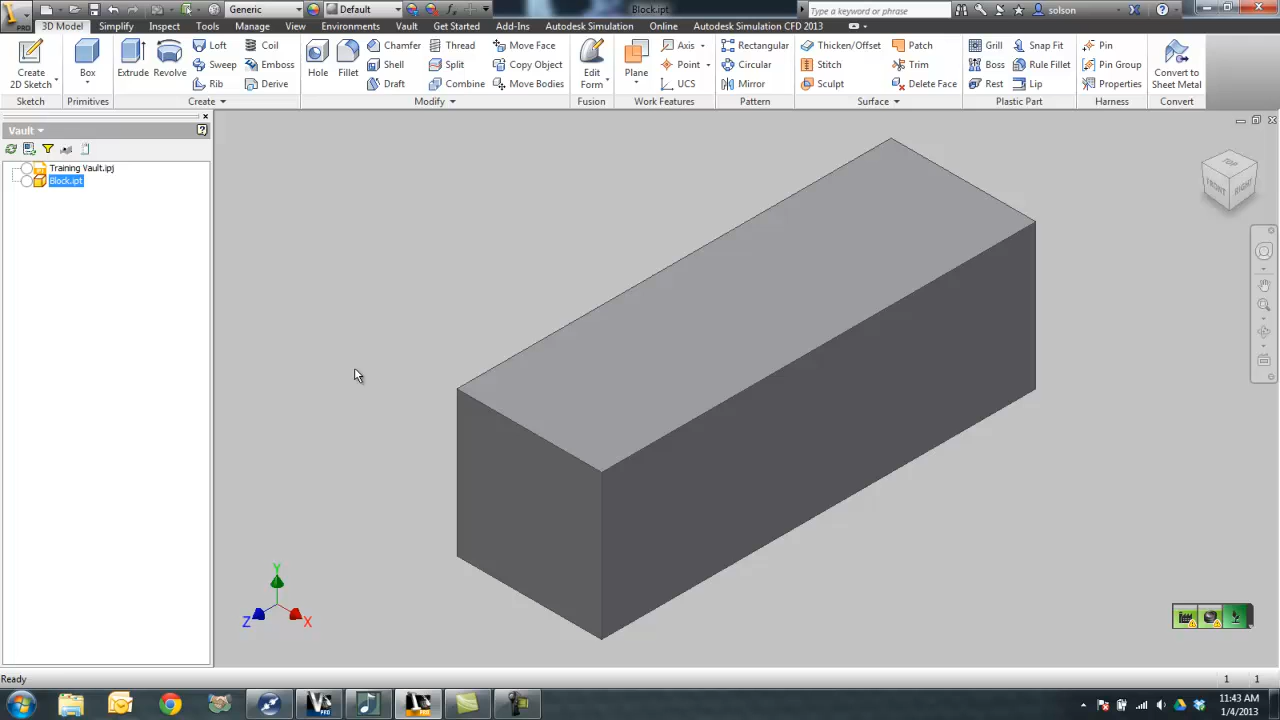 PRO Generic Default Block.ipt Type a keyword or phrase solson
3D Model Simplify Inspect Tools Manage View Environments Vault Get Started Add-Ins Autodesk Simulation Online Autodesk Simulation CFD 2013
Loft Coil Chamfer Thread Move Face Axis Rectangular Thicken/Offset Patch Grill Snap Fit Pin
Sweep Emboss Shell Split Copy Object Point Circular Stitch Trim Boss Rule Fillet Pin Group
Create 2D Sketch Box Extrude Revolve Hole Fillet Edit Form Plane Convert to Sheet Metal
Rib Derive Draft Combine Move Bodies UCS Mirror Sculpt Delete Face Rest Lip Properties
Sketch Primitives Create Modify Fusion Work Features Pattern Surface Plastic Part Harness Convert
Vault
Training Vault.ipj
Block.ipt
TOP
FRONT RIGHT
Y
Z X
Ready 1 1
PRO PRO
11:43 AM
1/4/2013